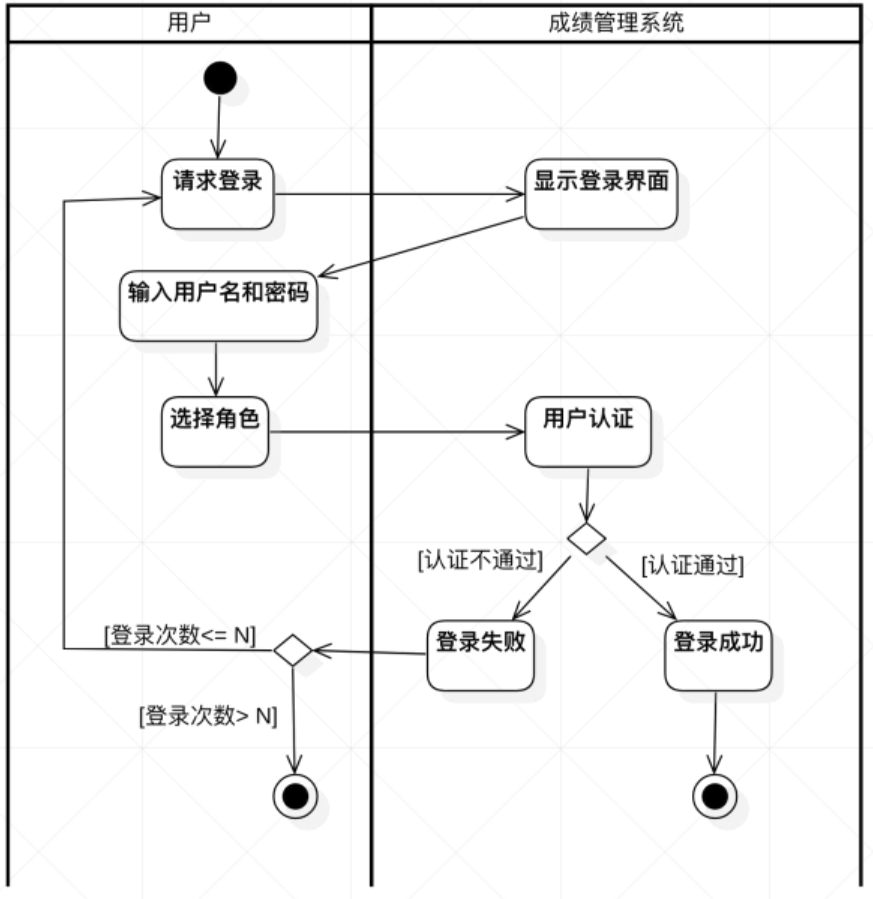 用户
成绩管理系统
请求登录
显示登录界面
输入用户名和密码
选择角色
用户认证
[认证不通过]
[认证通过]
[登录次数<= N]
登录失败
登录成功
[登录次数> N]